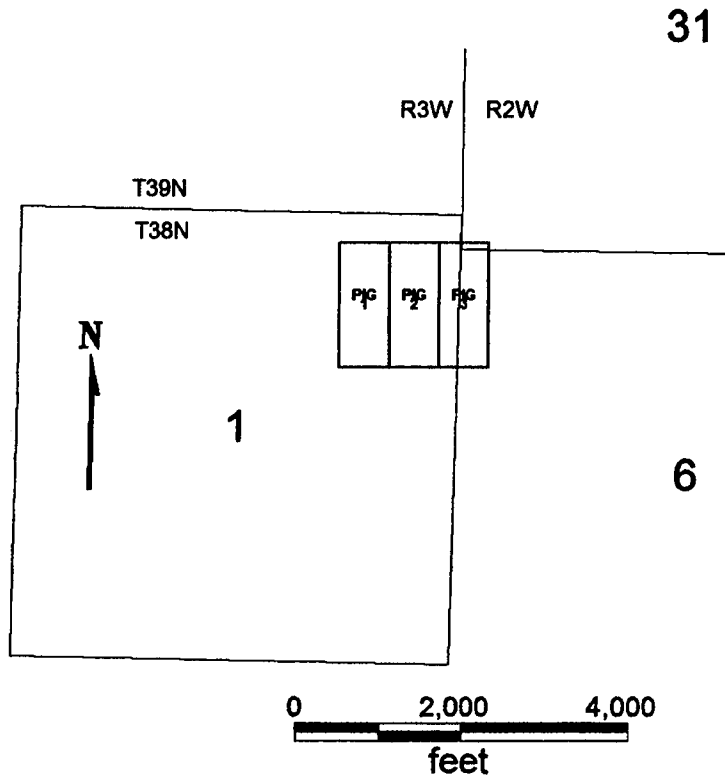 31
R3W R2W
T39N
T38N
PIG 1 PIG 2 PIG 3
N
1
6
0 2,000 4,000
feet